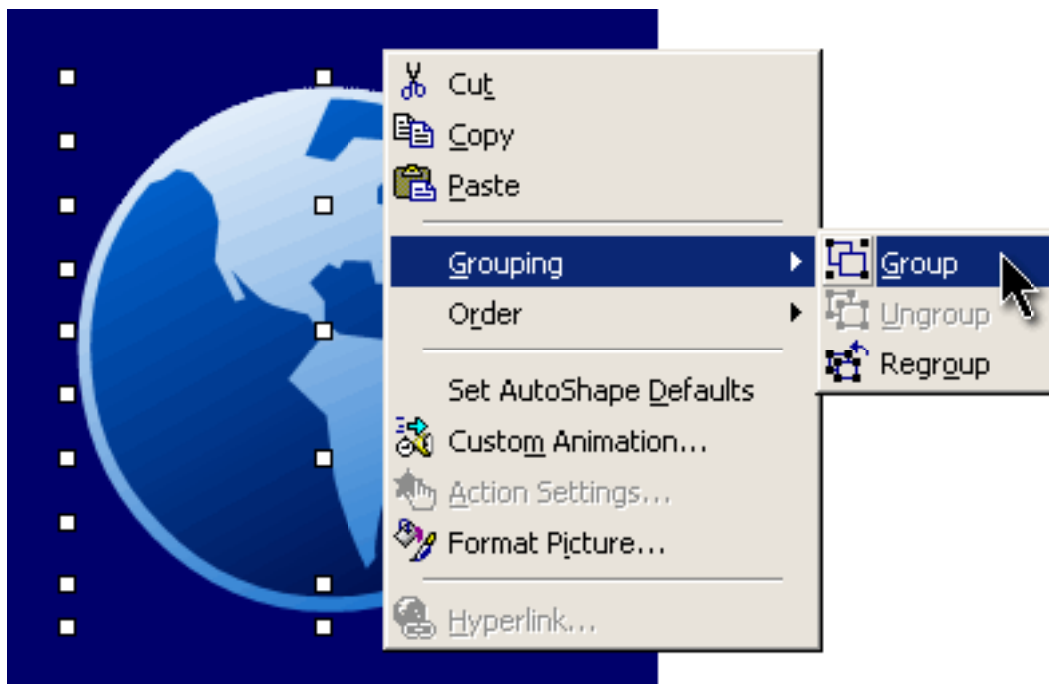 Cut
Copy
Paste
Grouping
Group
Order
Ungroup
Regroup
Set AutoShape Defaults
Custom Animation...
Action Settings...
Format Picture...
Hyperlink...